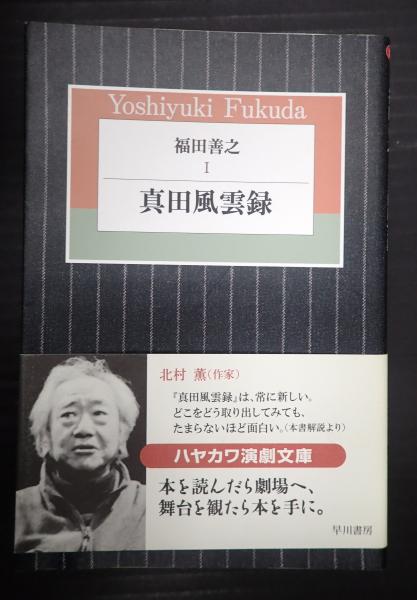 Yoshiyuki Fukuda
福田善之
I
真田風雲録
北村 薫(作家)
『真田風雲録』は、常に新しい。
どこをどう取り出してみても、
たまらないほど面白い。(本書解説より)
ハヤカワ演劇文庫
本を読んだら劇場へ、
舞台を観たら本を手に。
早川書房